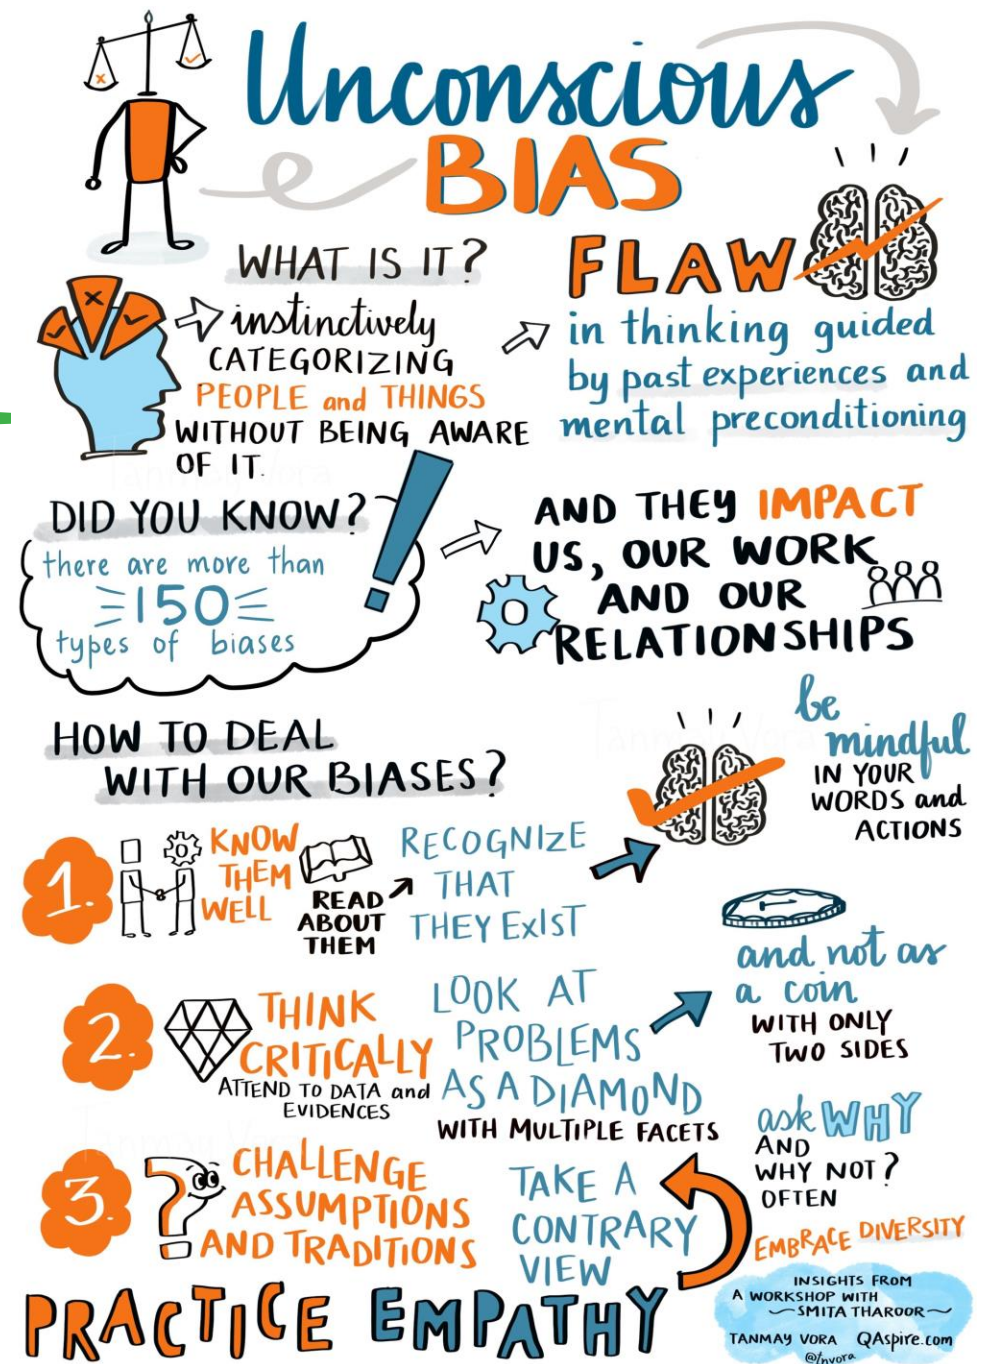 Unconscious
BIAS
WHAT IS IT?
instinctively
CATEGORIZING
PEOPLE and THINGS
WITHOUT BEING AWARE
OF IT.
FLAW
in thinking guided
by past experiences and
mental preconditioning
DID YOU KNOW?
there are more than
150
types of biases
AND THEY IMPACT
US, OUR WORK
AND OUR
RELATIONSHIPS
HOW TO DEAL
WITH OUR BIASES?
1.
KNOW
THEM
WELL
READ
ABOUT
THEM
RECOGNIZE
THAT
THEY EXIST
be
mindful
IN YOUR
WORDS and
ACTIONS
2.
THINK
CRITICALLY
ATTEND TO DATA and
EVIDENCES
LOOK AT
PROBLEMS
AS A DIAMOND
WITH MULTIPLE FACETS
and not as
a coin
WITH ONLY
TWO SIDES
3.
CHALLENGE
ASSUMPTIONS
AND TRADITIONS
TAKE A
CONTRARY
VIEW
ask WHY
AND
WHY NOT?
OFTEN
EMBRACE DIVERSITY
PRACTICE EMPATHY
INSIGHTS FROM
A WORKSHOP WITH
SMITA THAROOR
TANMAY VORA QAspire.com
@tnvora